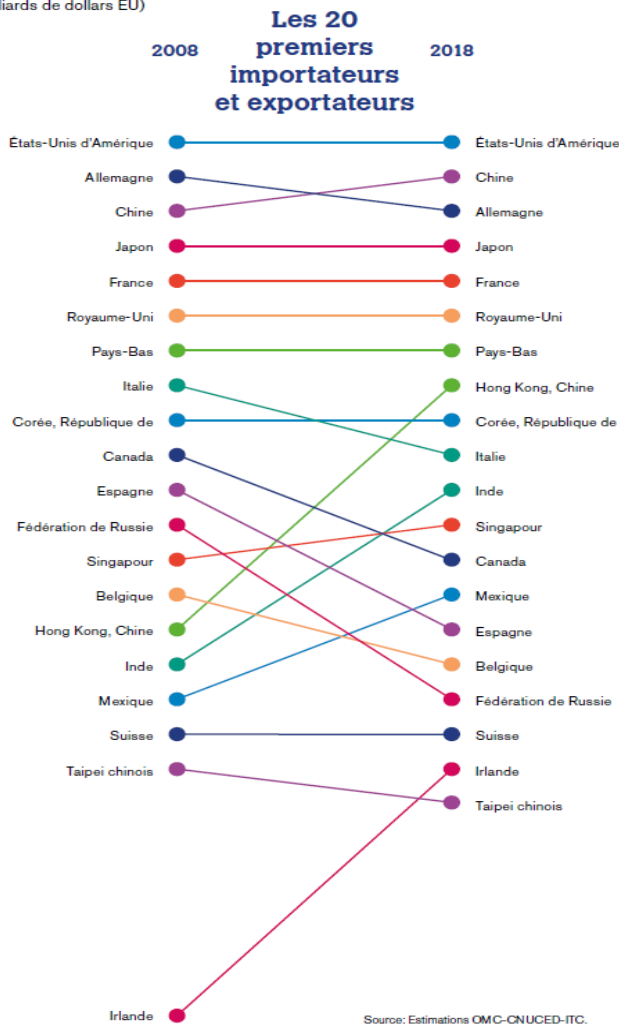 liards de dollars EU)
Les 20
premiers
importateurs
et exportateurs
2008
2018
États-Unis d'Amérique
Allemagne
Chine
Japon
France
Royaume-Uni
Pays-Bas
Italie
Corée, République de
Canada
Espagne
Fédération de Russie
Singapour
Belgique
Hong Kong, Chine
Inde
Mexique
Suisse
Taipei chinois
Irlande
États-Unis d'Amérique
Chine
Allemagne
Japon
France
Royaume-Uni
Pays-Bas
Hong Kong, Chine
Corée, République de
Italie
Inde
Singapour
Canada
Mexique
Espagne
Belgique
Fédération de Russie
Suisse
Irlande
Taipei chinois
Source: Estimations OMC-CNUCED-ITC.